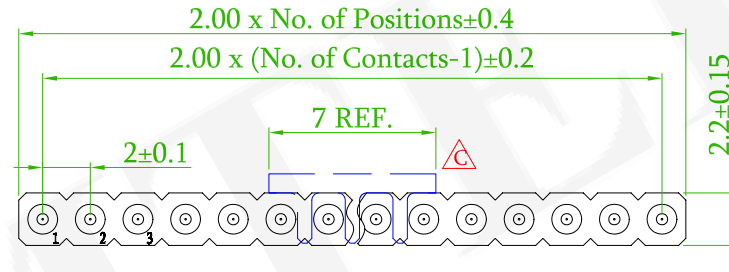 2.00 x No. of Positions±0.4
2.00 x (No. of Contacts-1)±0.2
7 REF.
C
2±0.1
2.2±0.15
1 2 3